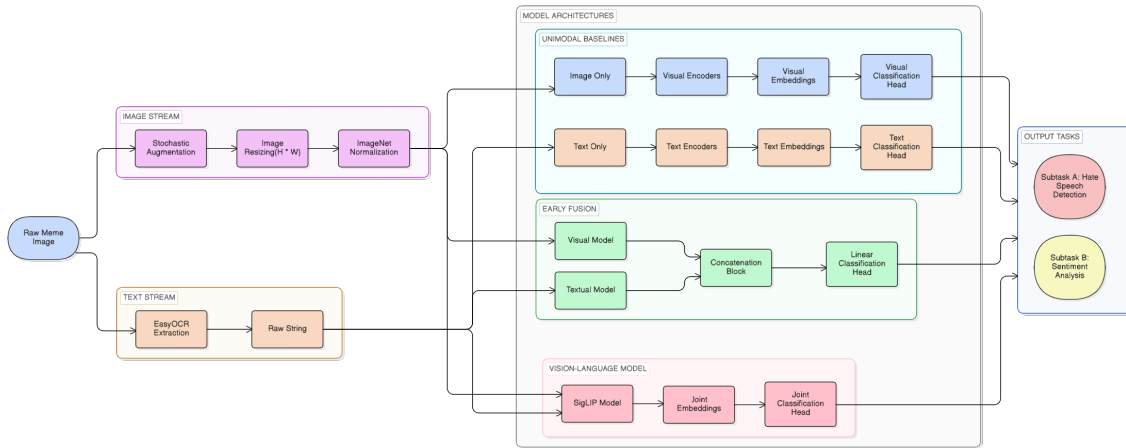 MODEL ARCHITECTURES
UNIMODAL BASELINES
Image Only
Visual Encoders
Visual
Embeddings
Visual
Classification
Head
IMAGE STREAM
Stochastic
Augmentation
Image
Resizing(H * W)
ImageNet
Normalization
Text Only
Text Encoders
Text Embeddings
Text
Classification
Head
OUTPUT TASKS
Subtask A: Hate
Speech
Detection
Subtask B:
Sentiment
Analysis
Raw Meme
Image
EARLY FUSION
Visual Model
Textual Model
Concatenation
Block
Linear
Classification
Head
TEXT STREAM
EasyOCR
Extraction
Raw String
VISION-LANGUAGE MODEL
SigLIP Model
Joint
Embeddings
Joint
Classification
Head